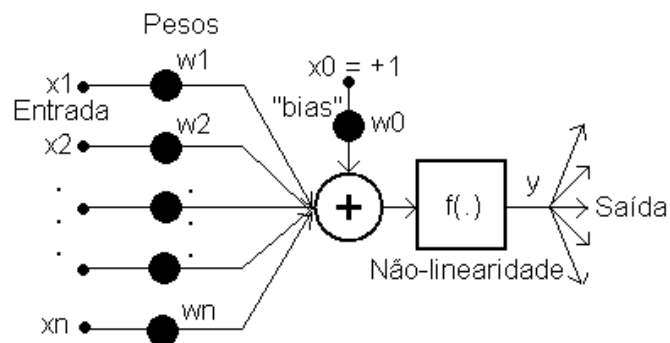 Pesos
x1
w1
Entrada
x2
w2
xn
wn
x0 = +1
"bias"
w0
+
f(.)
Não-linearidade
y
Saída